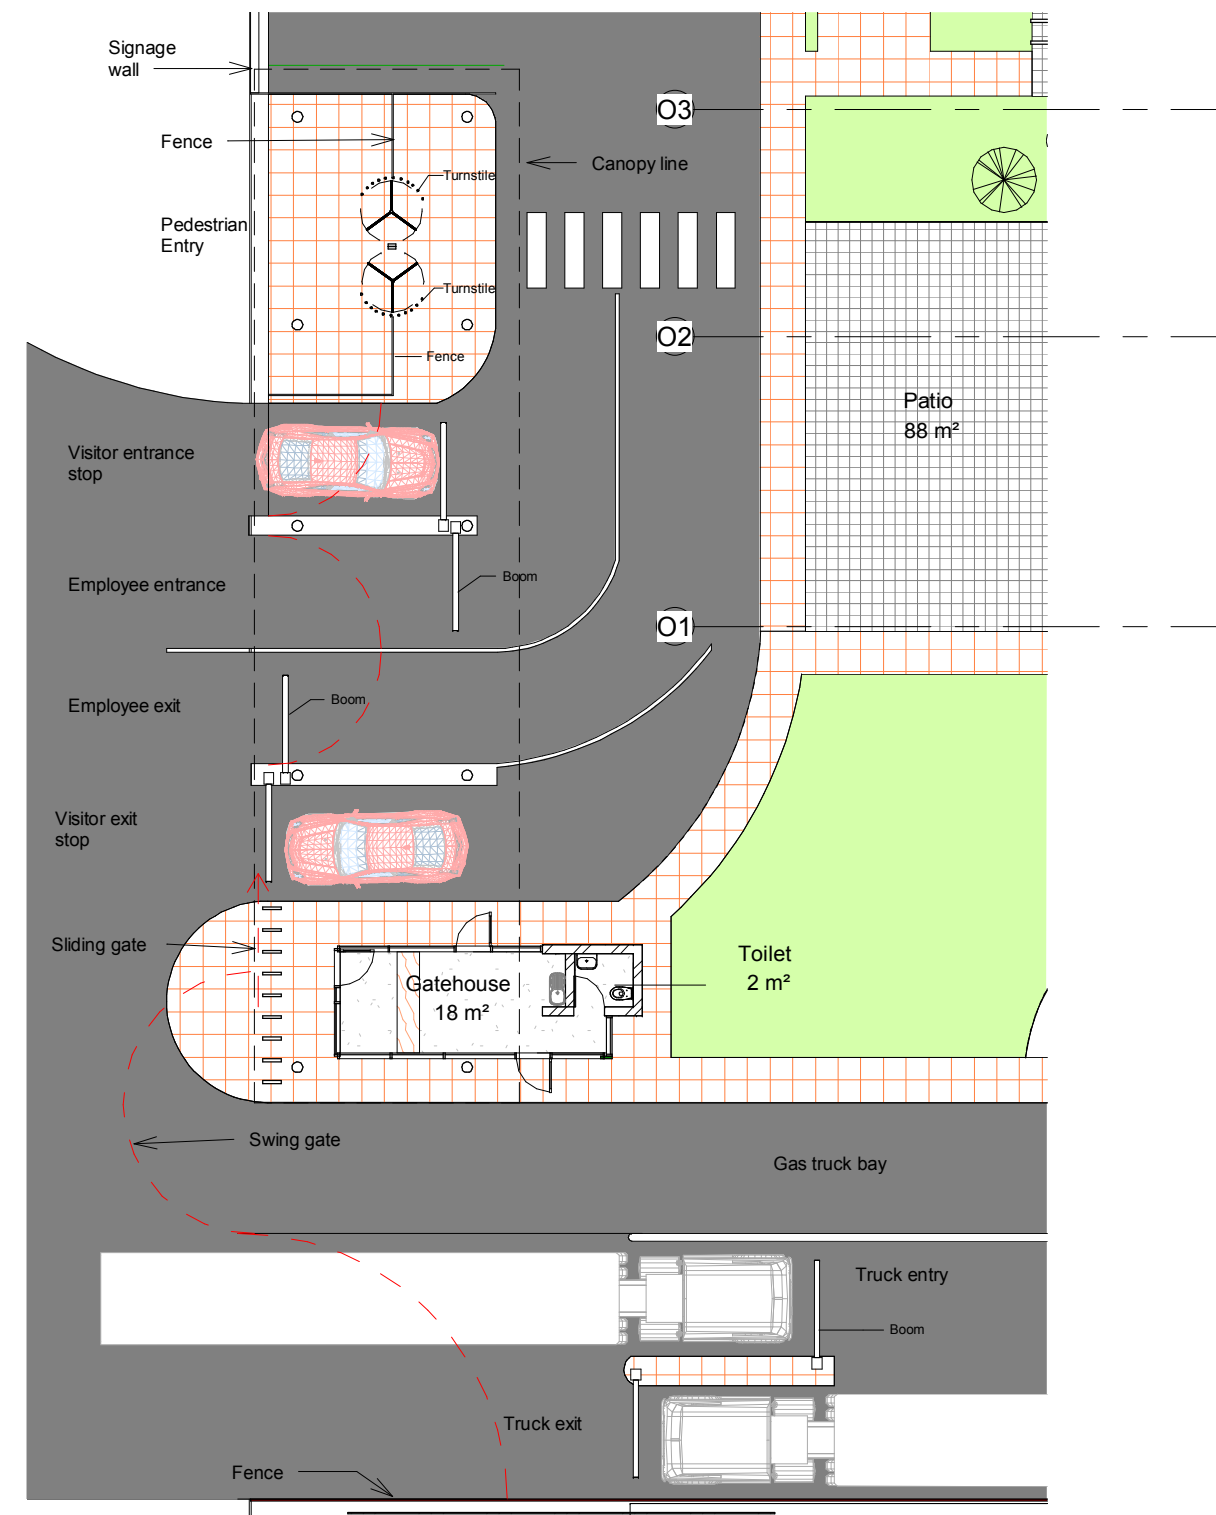 Signage
wall
O3
Fence
Canopy line
Turnstile
Pedestrian
Entry
Turnstile
O2
Fence
Patio
88 m²
Visitor entrance
stop
Employee entrance
Boom
O1
Employee exit
Boom
Visitor exit
stop
Sliding gate
Gatehouse
18 m²
Toilet
2 m²
Swing gate
Gas truck bay
Truck entry
Boom
Truck exit
Fence